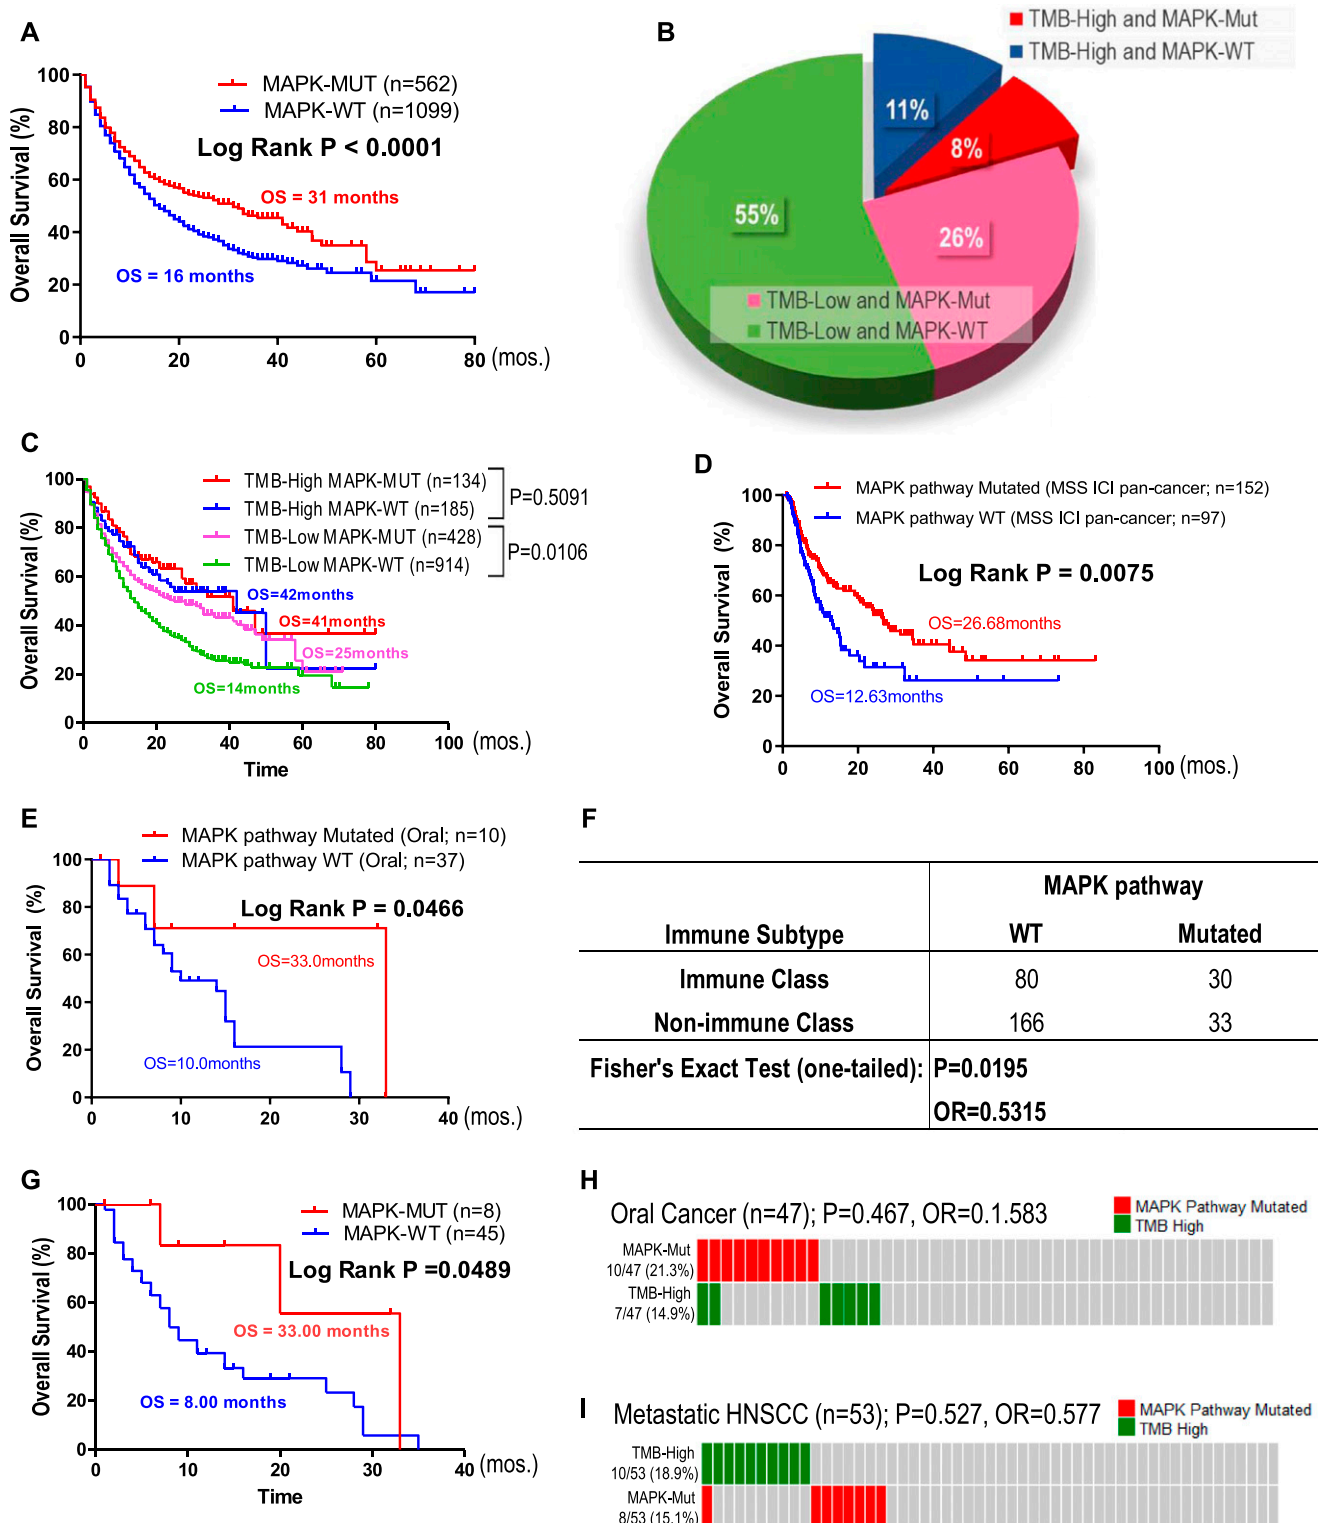 A
MAPK-MUT (n=562)
MAPK-WT (n=1099)
Log Rank P < 0.0001
OS = 31 months
OS = 16 months
Overall Survival (%)
100
80
60
40
20
0
0 20 40 60 80 (mos.)
B
TMB-High and MAPK-Mut
TMB-High and MAPK-WT
11%
8%
55%
26%
TMB-Low and MAPK-Mut
TMB-Low and MAPK-WT
C
TMB-High MAPK-MUT (n=134)
TMB-High MAPK-WT (n=185)
P=0.5091
TMB-Low MAPK-MUT (n=428)
TMB-Low MAPK-WT (n=914)
P=0.0106
OS=42months
OS=41months
OS=25months
OS=14months
Overall Survival (%)
100
80
60
40
20
0
0 20 40 60 80 100 (mos.)
Time
D
MAPK pathway Mutated (MSS ICI pan-cancer; n=152)
MAPK pathway WT (MSS ICI pan-cancer; n=97)
Log Rank P = 0.0075
OS=26.68months
OS=12.63months
Overall Survival (%)
100
80
60
40
20
0
0 20 40 60 80 100 (mos.)
E
MAPK pathway Mutated (Oral; n=10)
MAPK pathway WT (Oral; n=37)
Log Rank P = 0.0466
OS=33.0months
OS=10.0months
Overall Survival (%)
100
80
60
40
20
0
0 10 20 30 40 (mos.)
F
MAPK pathway
Immune Subtype WT Mutated
Immune Class 80 30
Non-immune Class 166 33
Fisher's Exact Test (one-tailed): P=0.0195
OR=0.5315
G
MAPK-MUT (n=8)
MAPK-WT (n=45)
Log Rank P =0.0489
OS = 33.00 months
OS = 8.00 months
Overall Survival (%)
100
80
60
40
20
0
0 10 20 30 40 (mos.)
Time
H
Oral Cancer (n=47); P=0.467, OR=0.1.583
MAPK Pathway Mutated
TMB High
MAPK-Mut
10/47 (21.3%)
TMB-High
7/47 (14.9%)
I
Metastatic HNSCC (n=53); P=0.527, OR=0.577
MAPK Pathway Mutated
TMB High
TMB-High
10/53 (18.9%)
MAPK-Mut
8/53 (15.1%)